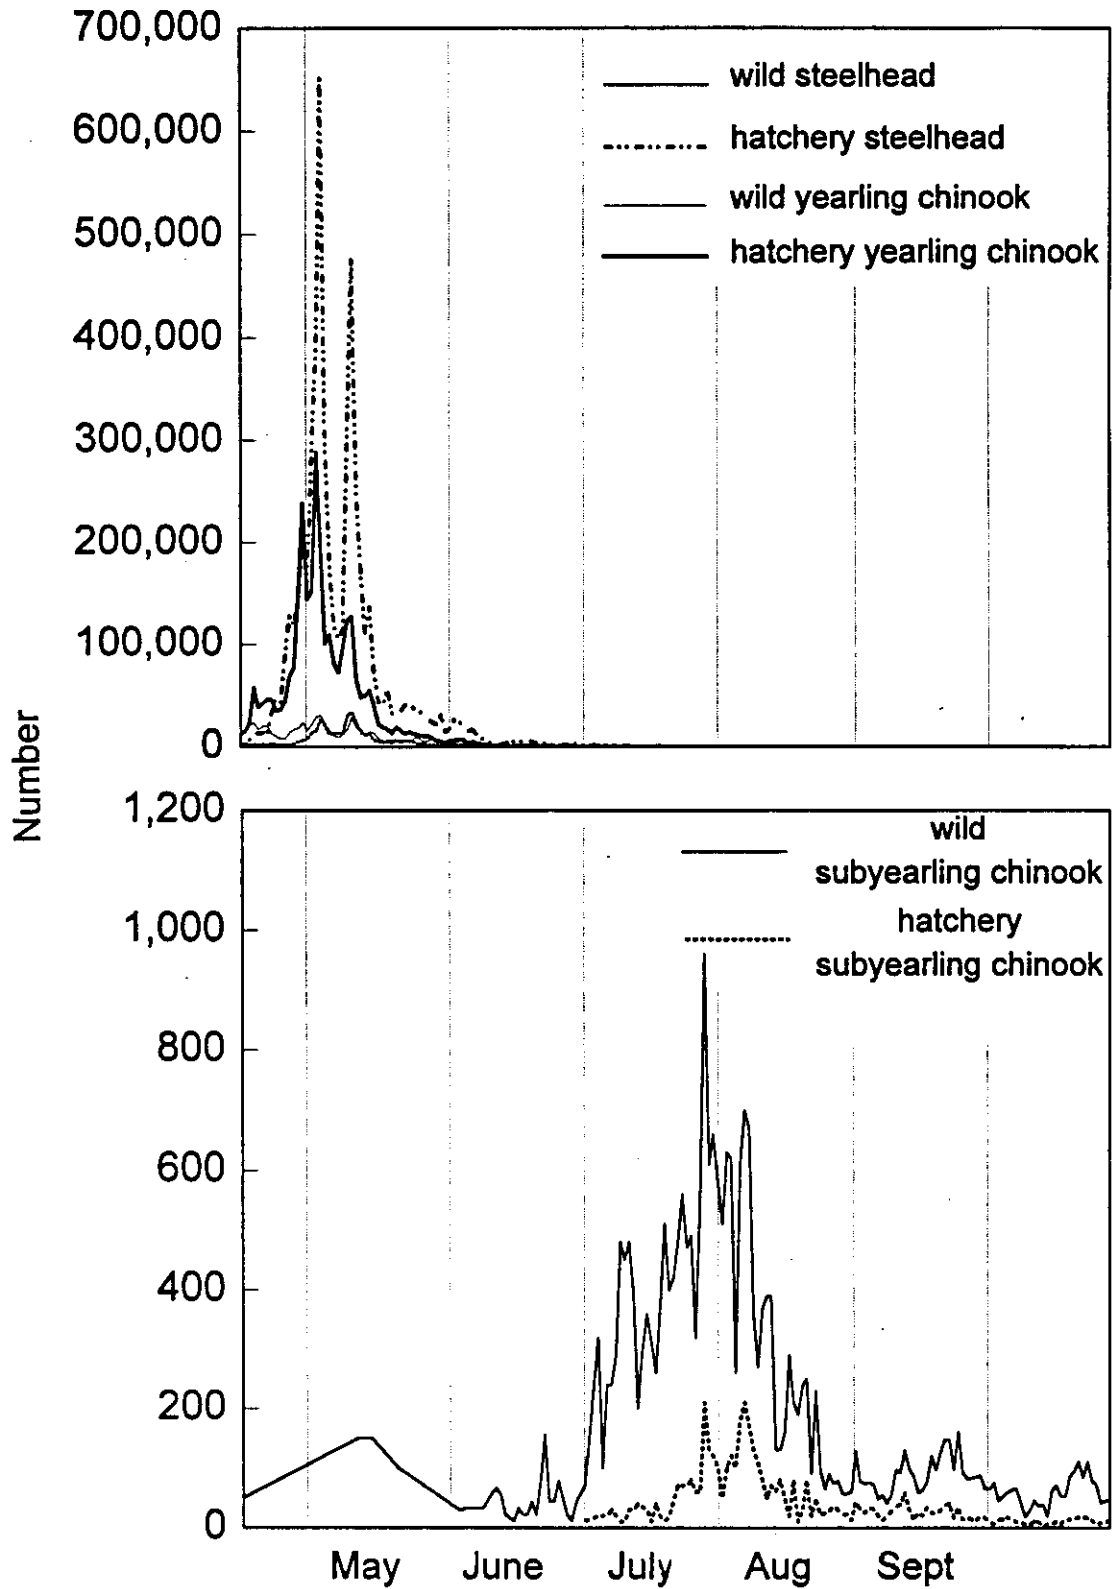 700,000
600,000
500,000
400,000
300,000
200,000
100,000
0
wild steelhead
hatchery steelhead
wild yearling chinook
hatchery yearling chinook
Number
1,200
1,000
800
600
400
200
0
wild
subyearling chinook
hatchery
subyearling chinook
May June July Aug Sept